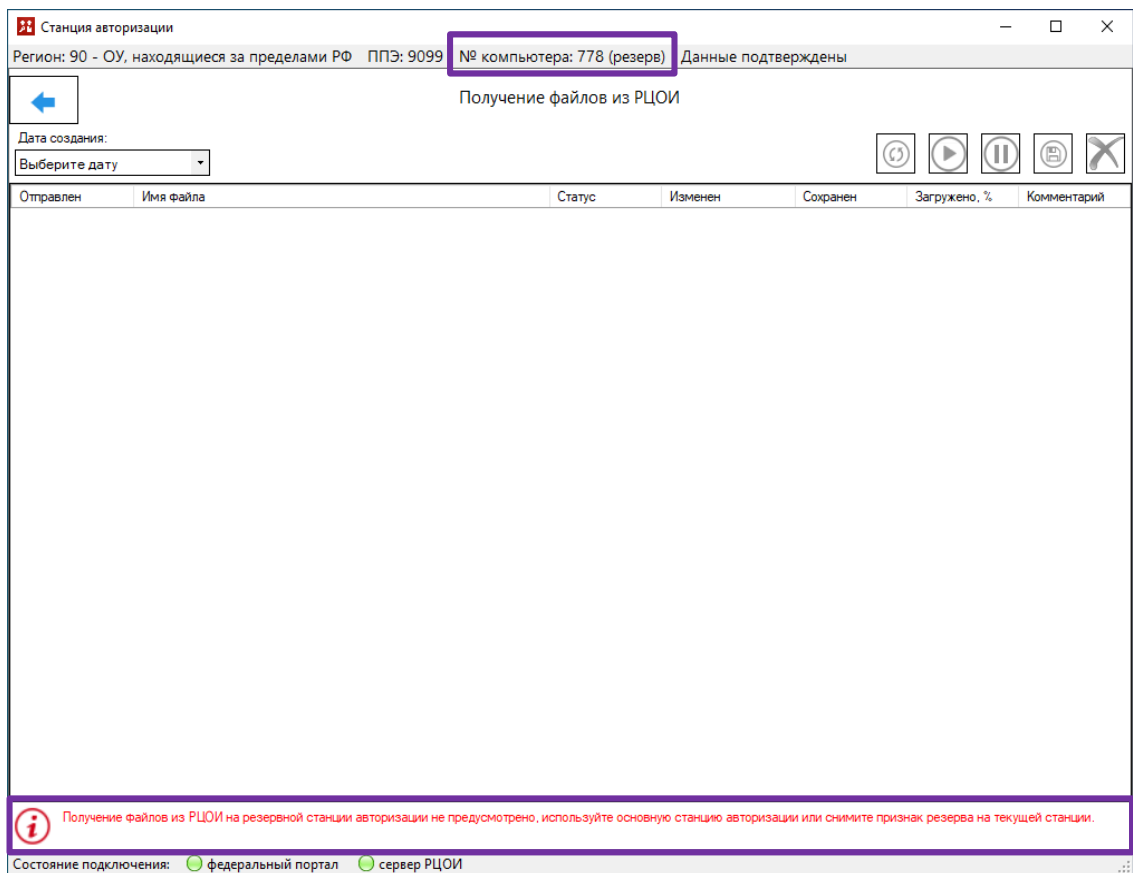 Станция авторизации
Регион: 90 - ОУ, находящиеся за пределами РФ ППЭ: 9099 № компьютера: 778 (резерв) Данные подтверждены
Получение файлов из РЦОИ
Дата создания:
Выберите дату
Отправлен Имя файла Статус Изменен Сохранен Загружено, % Комментарий
Получение файлов из РЦОИ на резервной станции авторизации не предусмотрено, используйте основную станцию авторизации или снимите признак резерва на текущей станции.
Состояние подключения: федеральный портал сервер РЦОИ